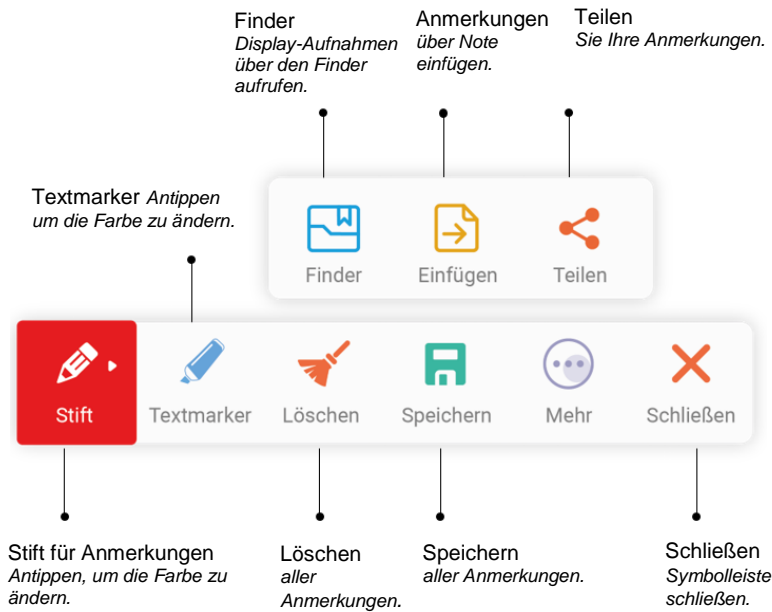 Finder
Display-Aufnahmen
über den Finder
aufrufen.
Anmerkungen
über Note
einfügen.
Teilen
Sie Ihre Anmerkungen.
Textmarker Antippen
um die Farbe zu ändern.
Finder
Einfügen
Teilen
Stift
Textmarker
Löschen
Speichern
Mehr
Schließen
Stift für Anmerkungen
Antippen, um die Farbe zu
ändern.
Löschen
aller
Anmerkungen.
Speichern
aller Anmerkungen.
Schließen
Symbolleiste
schließen.